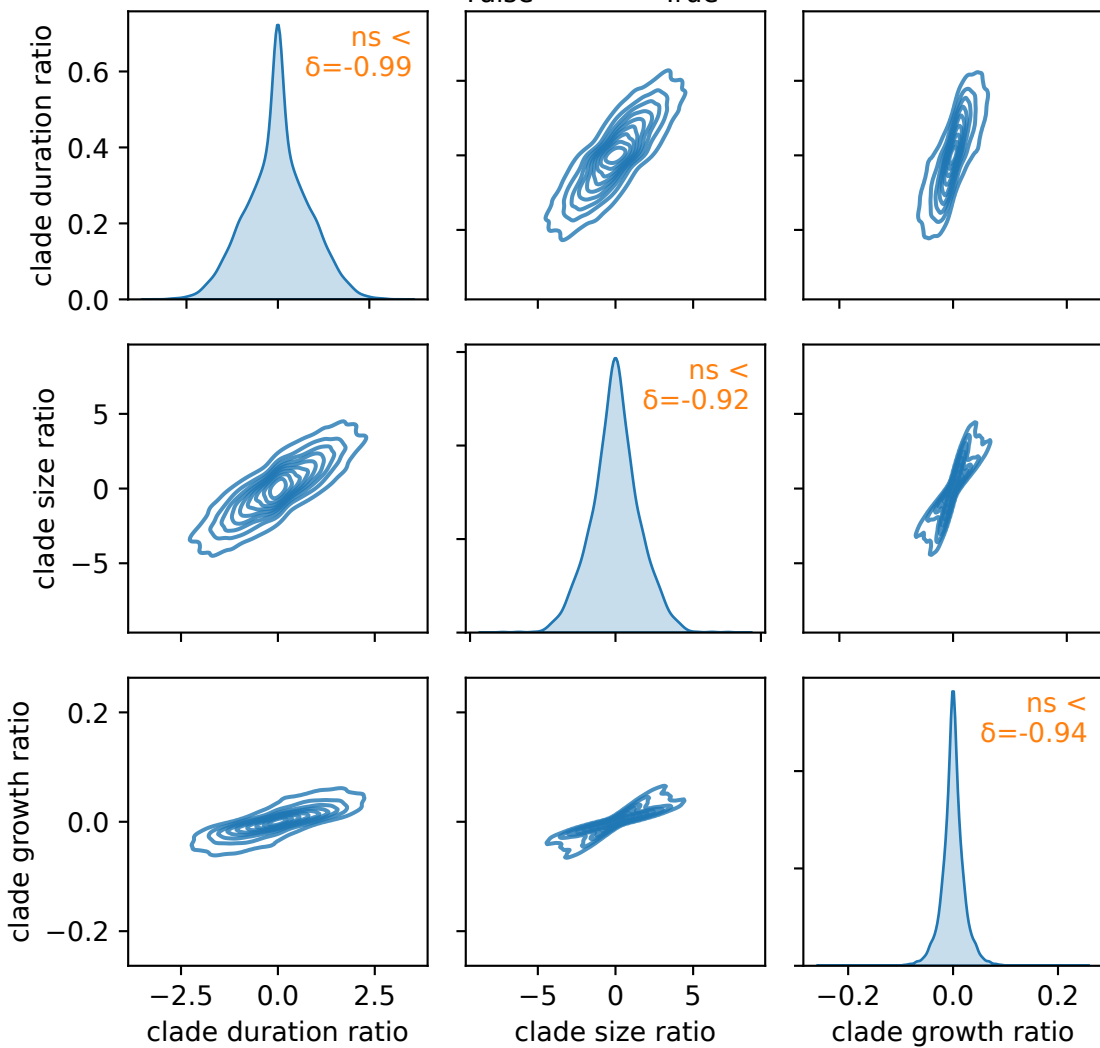 clade duration ratio
0.6
0.4
0.2
0.0
ns <
δ=-0.99
clade size ratio
5
0
−5
ns <
δ=-0.92
clade growth ratio
0.2
0.0
−0.2
ns <
δ=-0.94
−2.5 0.0 2.5
−5 0 5
−0.2 0.0 0.2
clade duration ratio
clade size ratio
clade growth ratio